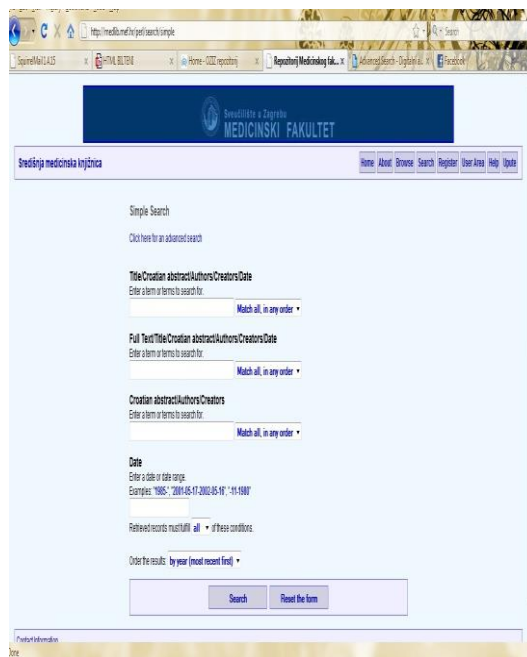 http://medlib.mef.hr/perl/search/simple
Search
SquirrelMail 1.4.15
HTML BILTENI
Home - OZIZ repozitorij
Repozitorij Medicinskog fak...
Advanced Search - Digitalni a...
Facebook
Sveučilište u Zagrebu
MEDICINSKI FAKULTET
Središnja medicinska knjižnica
Home About Browse Search Register User Area Help Upute
Simple Search
Click here for an advanced search
Title/Croatian abstract/Authors/Creators/Date
Enter a term or terms to search for.
Match all, in any order
Full Text/Title/Croatian abstract/Authors/Creators/Date
Enter a term or terms to search for.
Match all, in any order
Croatian abstract/Authors/Creators
Enter a term or terms to search for.
Match all, in any order
Date
Enter a date or date range.
Examples: "1985-", "2001-05-17-2002-05-16", "-11-1980"
Retrieved records must fulfill all of these conditions.
Order the results: by year (most recent first)
Search Reset the form
Contact Information
Done